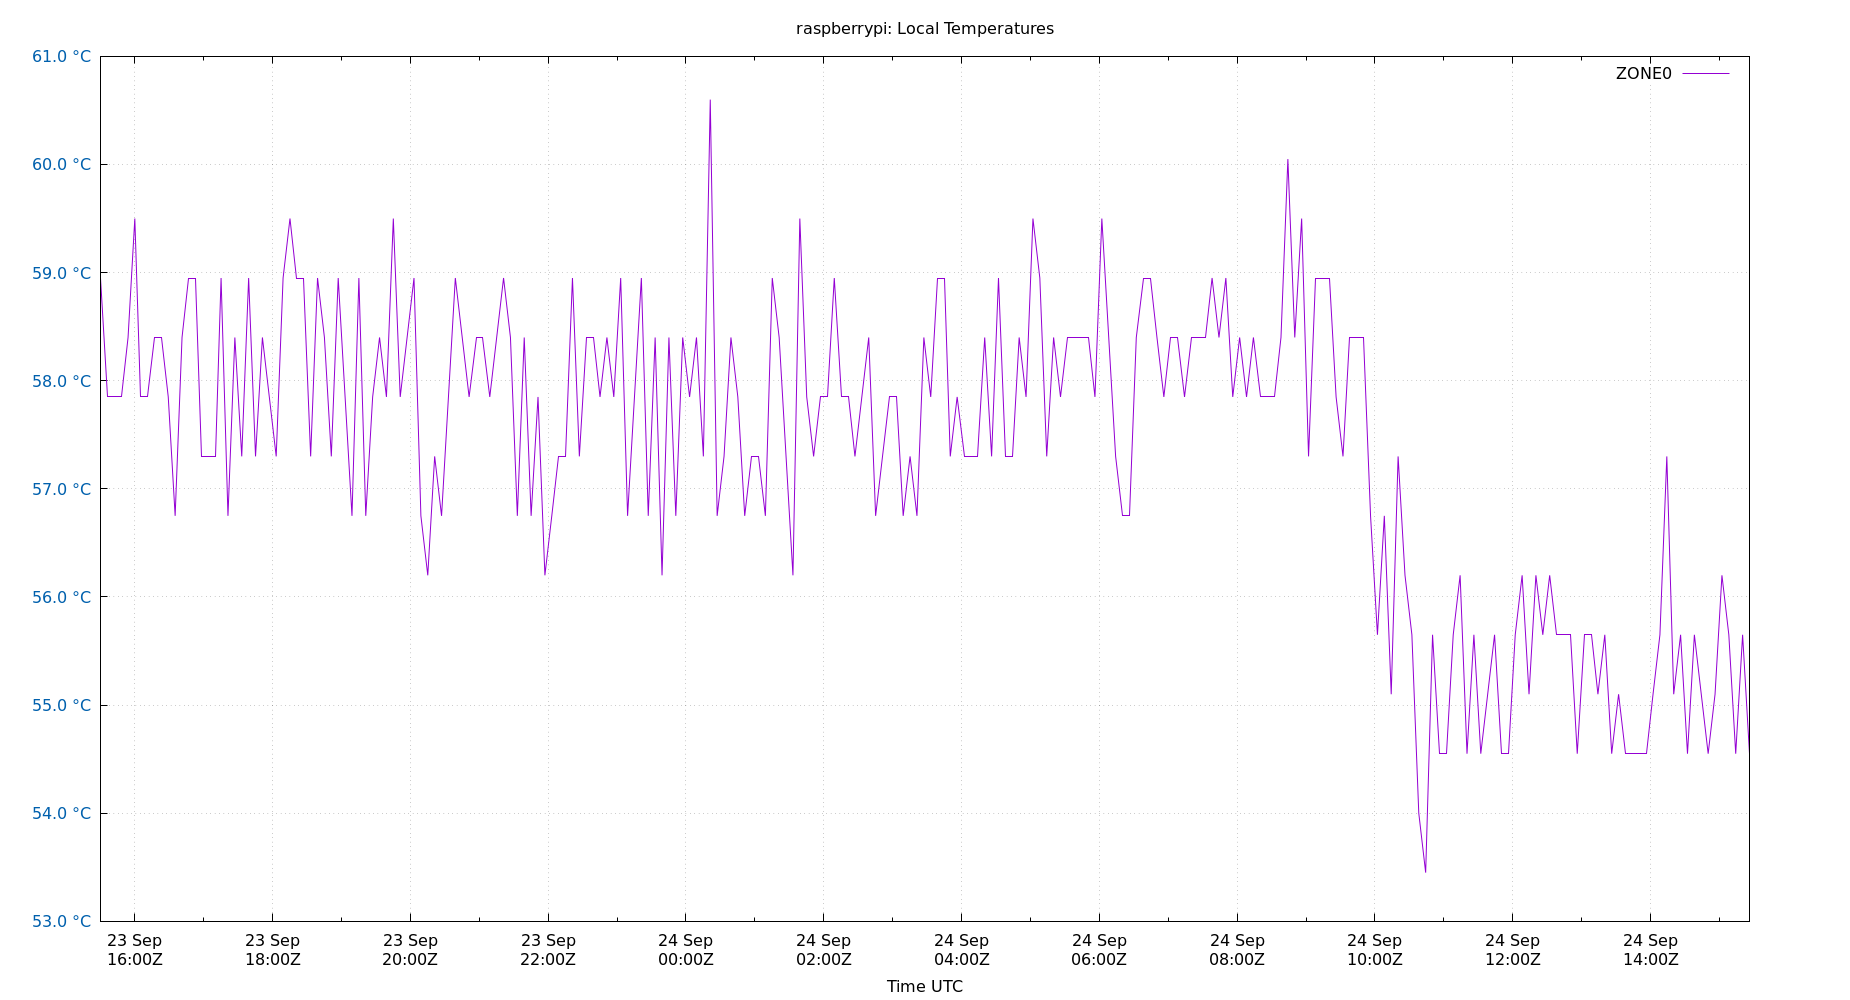 raspberrypi: Local Temperatures
61.0 °C
ZONE0
60.0 °C
59.0 °C
58.0 °C
57.0 °C
56.0 °C
55.0 °C
54.0 °C
53.0 °C
23 Sep 23 Sep 23 Sep 23 Sep 24 Sep 24 Sep 24 Sep 24 Sep 24 Sep 24 Sep 24 Sep 24 Sep
16:00Z 18:00Z 20:00Z 22:00Z 00:00Z 02:00Z 04:00Z 06:00Z 08:00Z 10:00Z 12:00Z 14:00Z
Time UTC